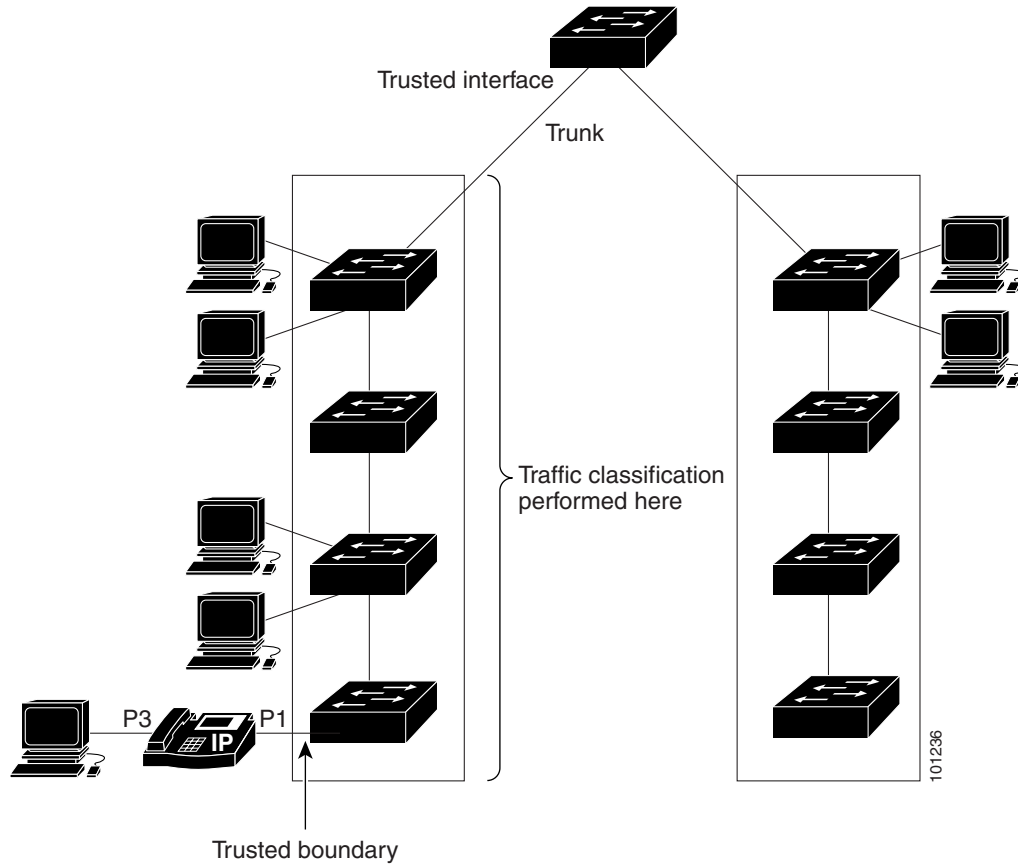 Trusted interface
Trunk
Traffic classification
performed here
P3
IP
P1
101236
Trusted boundary